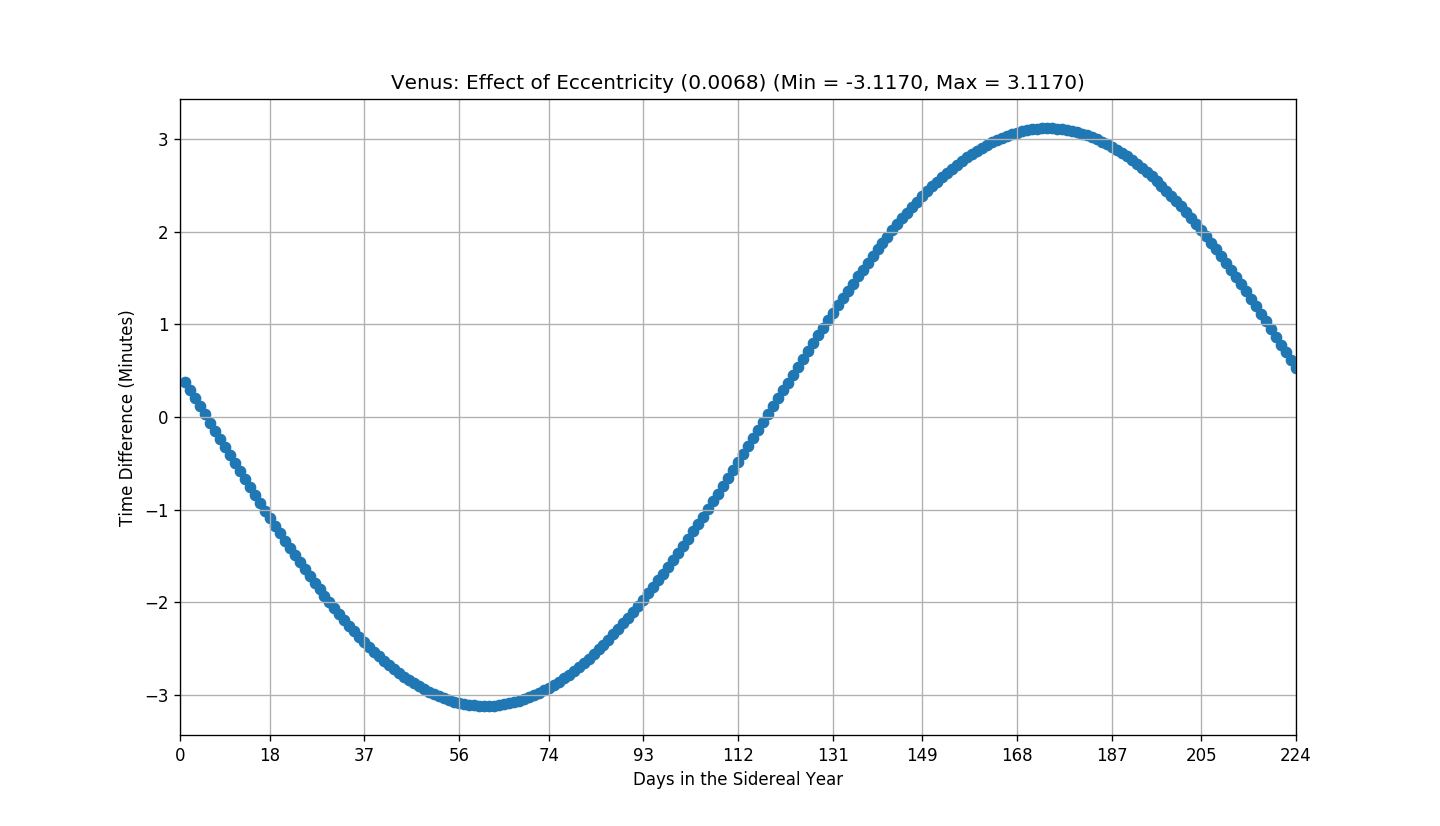 Venus: Effect of Eccentricity (0.0068) (Min = -3.1170, Max = 3.1170)
3
2
1
0
−1
−2
−3
Time Difference (Minutes)
0 18 37 56 74 93 112 131 149 168 187 205 224
Days in the Sidereal Year